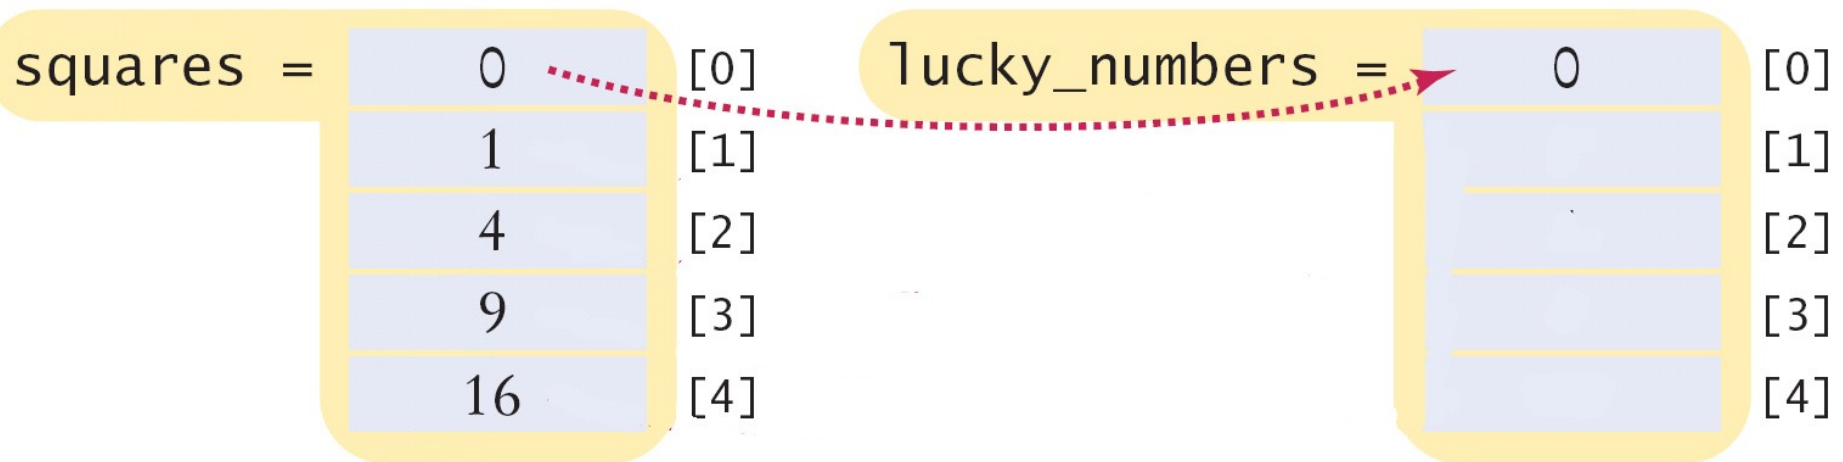 squares = 0 [0] lucky_numbers = 0 [0]
1 [1] [1]
4 [2] [2]
9 [3] [3]
16 [4] [4]